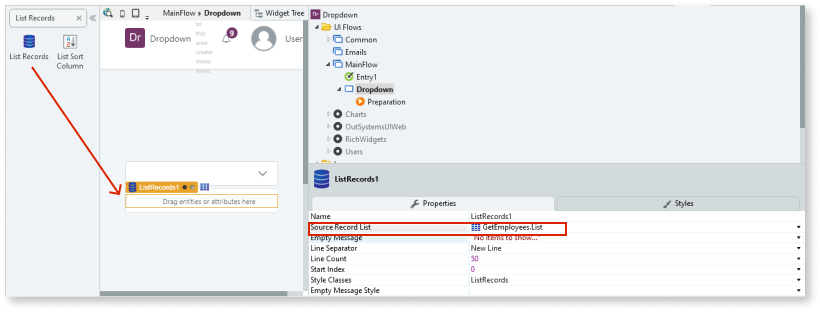 List Records × «
List Records
List Sort
Column
MainFlow ▸ Dropdown Widget Tree
to
this
area
create
menu
items
Dr Dropdown 9 User
ListRecords1
Drag entities or attributes here
Dr Dropdown
UI Flows
Common
Emails
MainFlow
Entry1
Dropdown
Preparation
Charts
OutSystemsUIWeb
RichWidgets
Users
ListRecords1
Properties Styles
Name ListRecords1
Source Record List GetEmployees.List
Empty Message "No items to show...
Line Separator New Line
Line Count 50
Start Index 0
Style Classes ListRecords
Empty Message Style